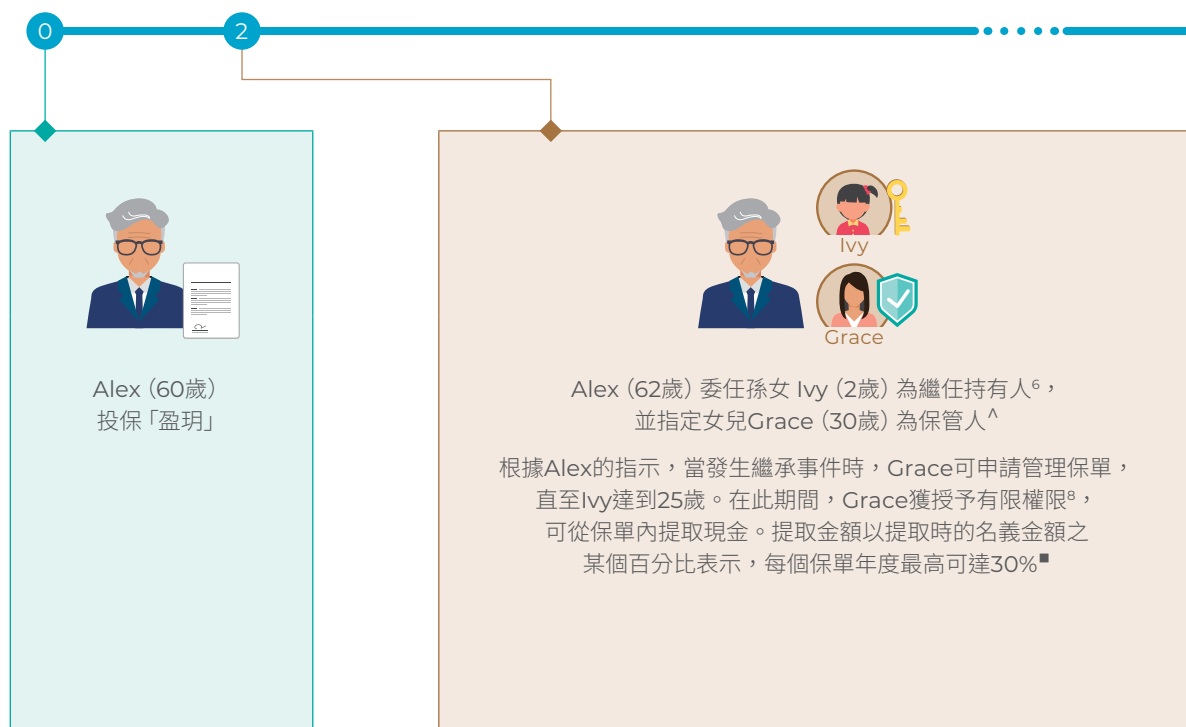 0
2
Ivy
Grace
Alex（60歲）
投保「盈玥」
Alex（62歲）委任孫女 Ivy（2歲）為繼任持有人⁶，
並指定女兒Grace（30歲）為保管人^
根據Alex的指示，當發生繼承事件時，Grace可申請管理保單，
直至Ivy達到25歲。在此期間，Grace獲授予有限權限⁸，
可從保單內提取現金。提取金額以提取時的名義金額之
某個百分比表示，每個保單年度最高可達30%■